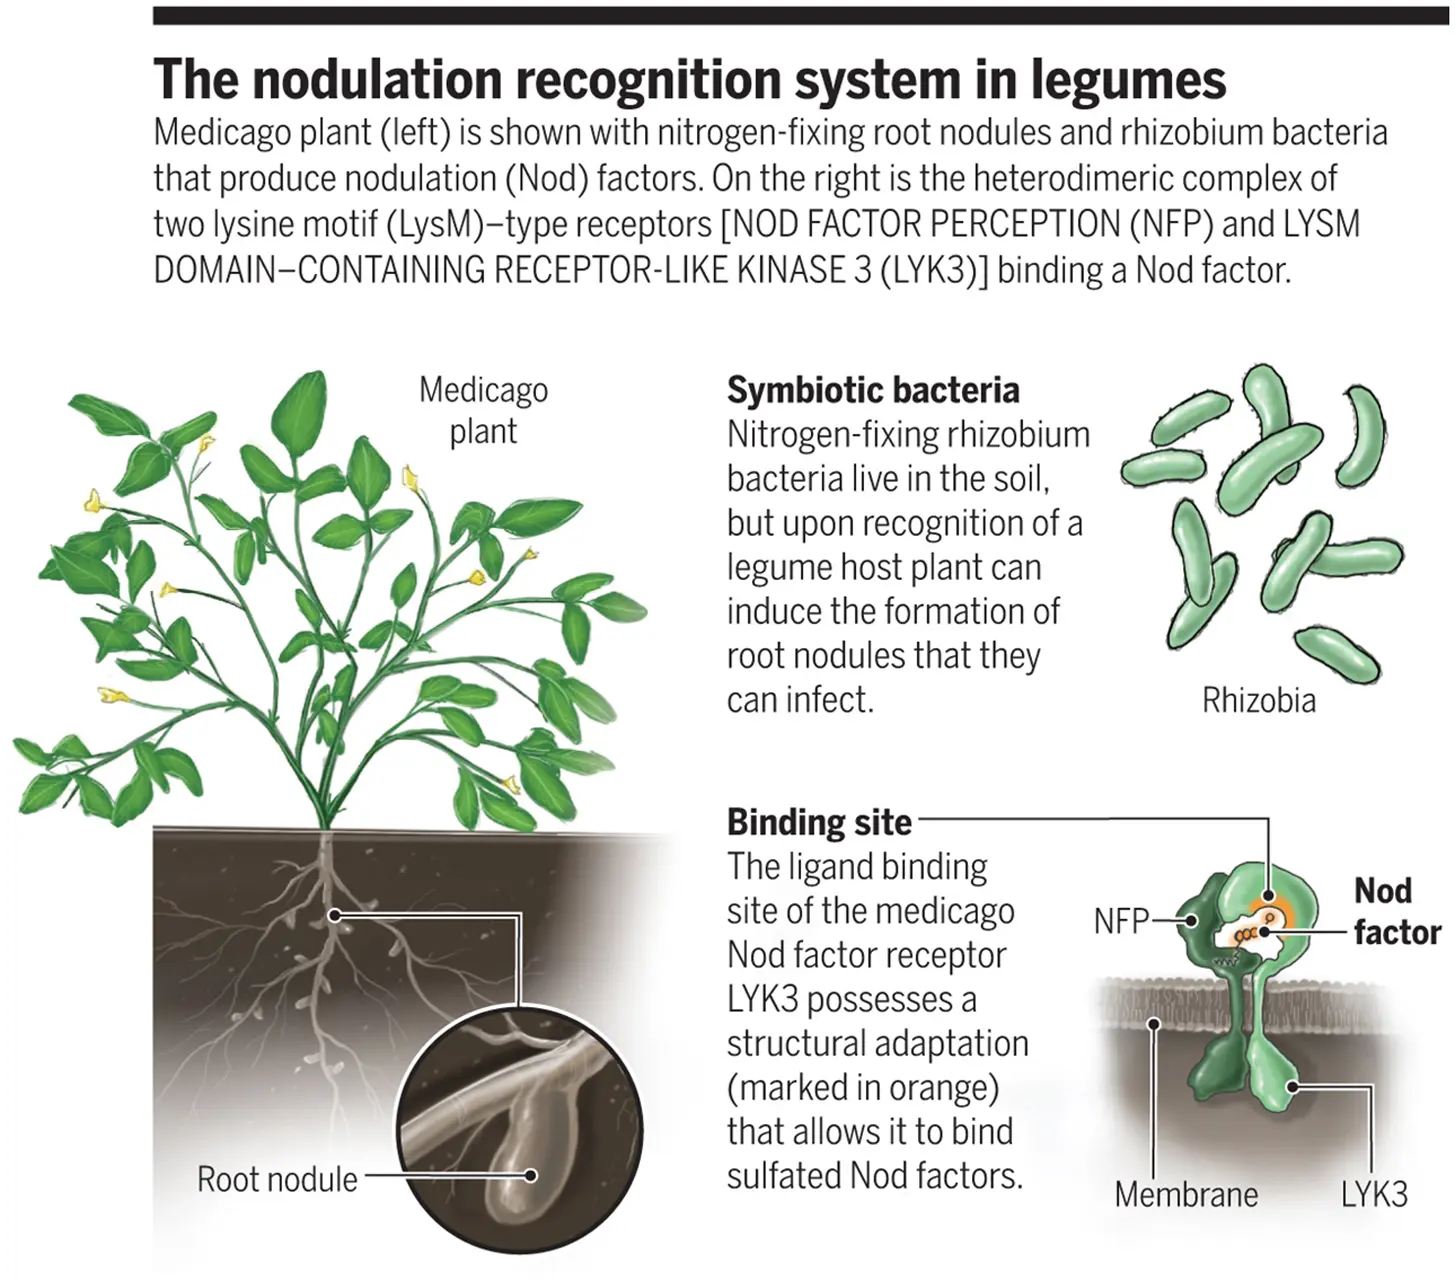 The nodulation recognition system in legumes
Medicago plant (left) is shown with nitrogen-fixing root nodules and rhizobium bacteria
that produce nodulation (Nod) factors. On the right is the heterodimeric complex of
two lysine motif (LysM)–type receptors [NOD FACTOR PERCEPTION (NFP) and LYSM
DOMAIN–CONTAINING RECEPTOR-LIKE KINASE 3 (LYK3)] binding a Nod factor.
Medicago
plant
Root nodule
Symbiotic bacteria
Nitrogen-fixing rhizobium
bacteria live in the soil,
but upon recognition of a
legume host plant can
induce the formation of
root nodules that they
can infect.
Rhizobia
Binding site
The ligand binding
site of the medicago
Nod factor receptor
LYK3 possesses a
structural adaptation
(marked in orange)
that allows it to bind
sulfated Nod factors.
NFP
Nod
factor
Membrane
LYK3